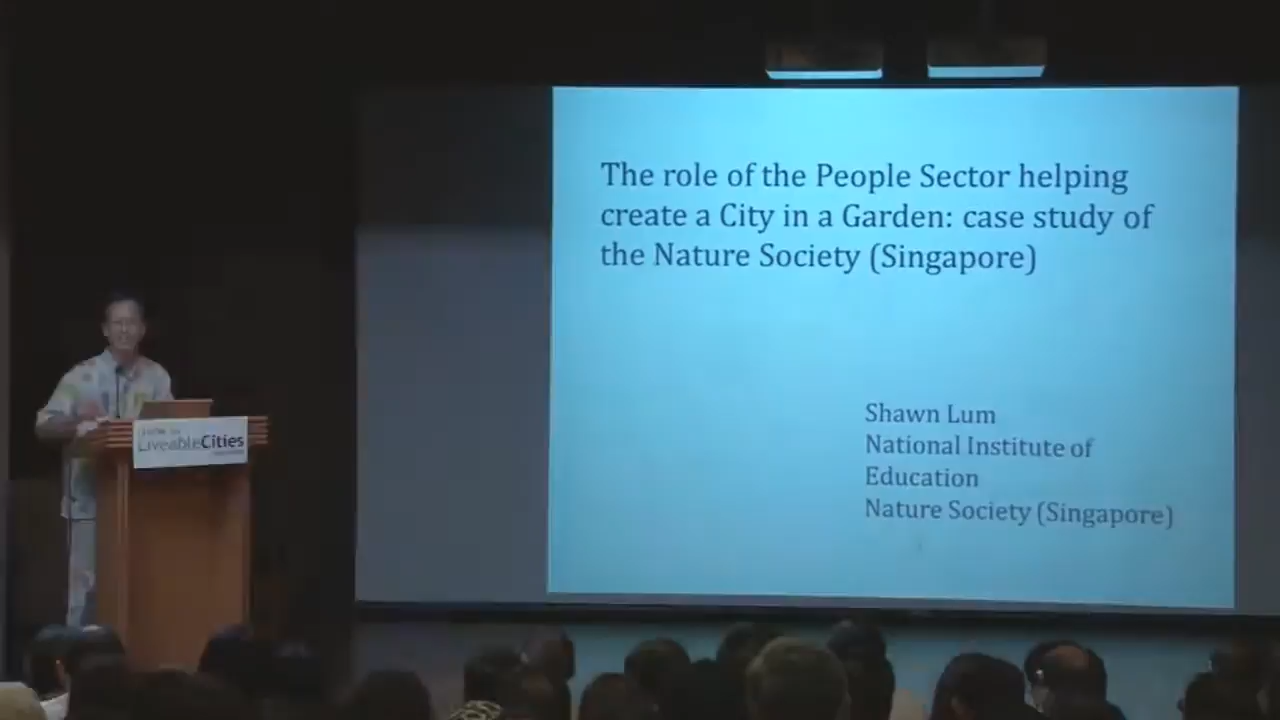 The role of the People Sector helping
create a City in a Garden: case study of
the Nature Society (Singapore)
Shawn Lum
National Institute of
Education
Nature Society (Singapore)
LiveableCities